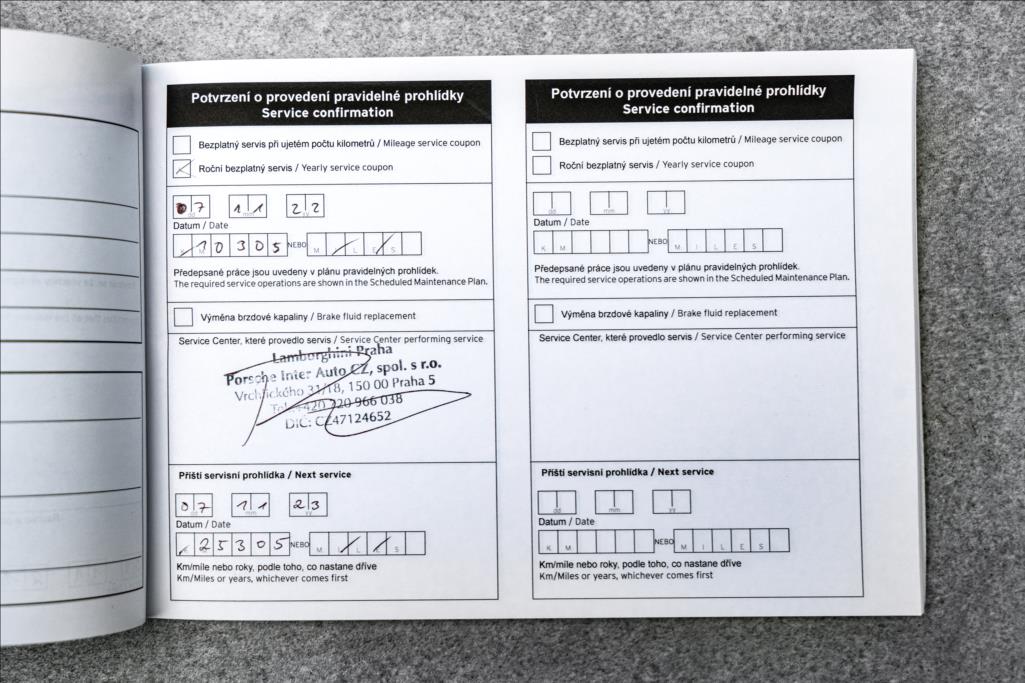 Potvrzení o provedení pravidelné prohlídky
Service confirmation
Bezplatný servis při ujetém počtu kilometrů / Mileage service coupon
Roční bezplatný servis / Yearly service coupon
07 11 22
dd mm yy
Datum / Date
10305 NEBO M I L E S
Předepsané práce jsou uvedeny v plánu pravidelných prohlídek.
The required service operations are shown in the Scheduled Maintenance Plan.
Výměna brzdové kapaliny / Brake fluid replacement
Service Center, které provedlo servis / Service Center performing service
Lamborghini Praha
Porsche Inter Auto CZ, spol. s r.o.
Vrchlického 31/18, 150 00 Praha 5
Tel.: +420 220 966 038
DIČ: CZ47124652
Příští servisní prohlídka / Next service
07 11 23
yy
Datum / Date
25305 NEBO M I L E S
Km/míle nebo roky, podle toho, co nastane dříve
Km/Miles or years, whichever comes first
Potvrzení o provedení pravidelné prohlídky
Service confirmation
Bezplatný servis při ujetém počtu kilometrů / Mileage service coupon
Roční bezplatný servis / Yearly service coupon
dd mm yy
Datum / Date
K M NEBO M I L E S
Předepsané práce jsou uvedeny v plánu pravidelných prohlídek.
The required service operations are shown in the Scheduled Maintenance Plan.
Výměna brzdové kapaliny / Brake fluid replacement
Service Center, které provedlo servis / Service Center performing service
Příští servisní prohlídka / Next service
dd mm yy
Datum / Date
K M NEBO M I L E S
Km/míle nebo roky, podle toho, co nastane dříve
Km/Miles or years, whichever comes first